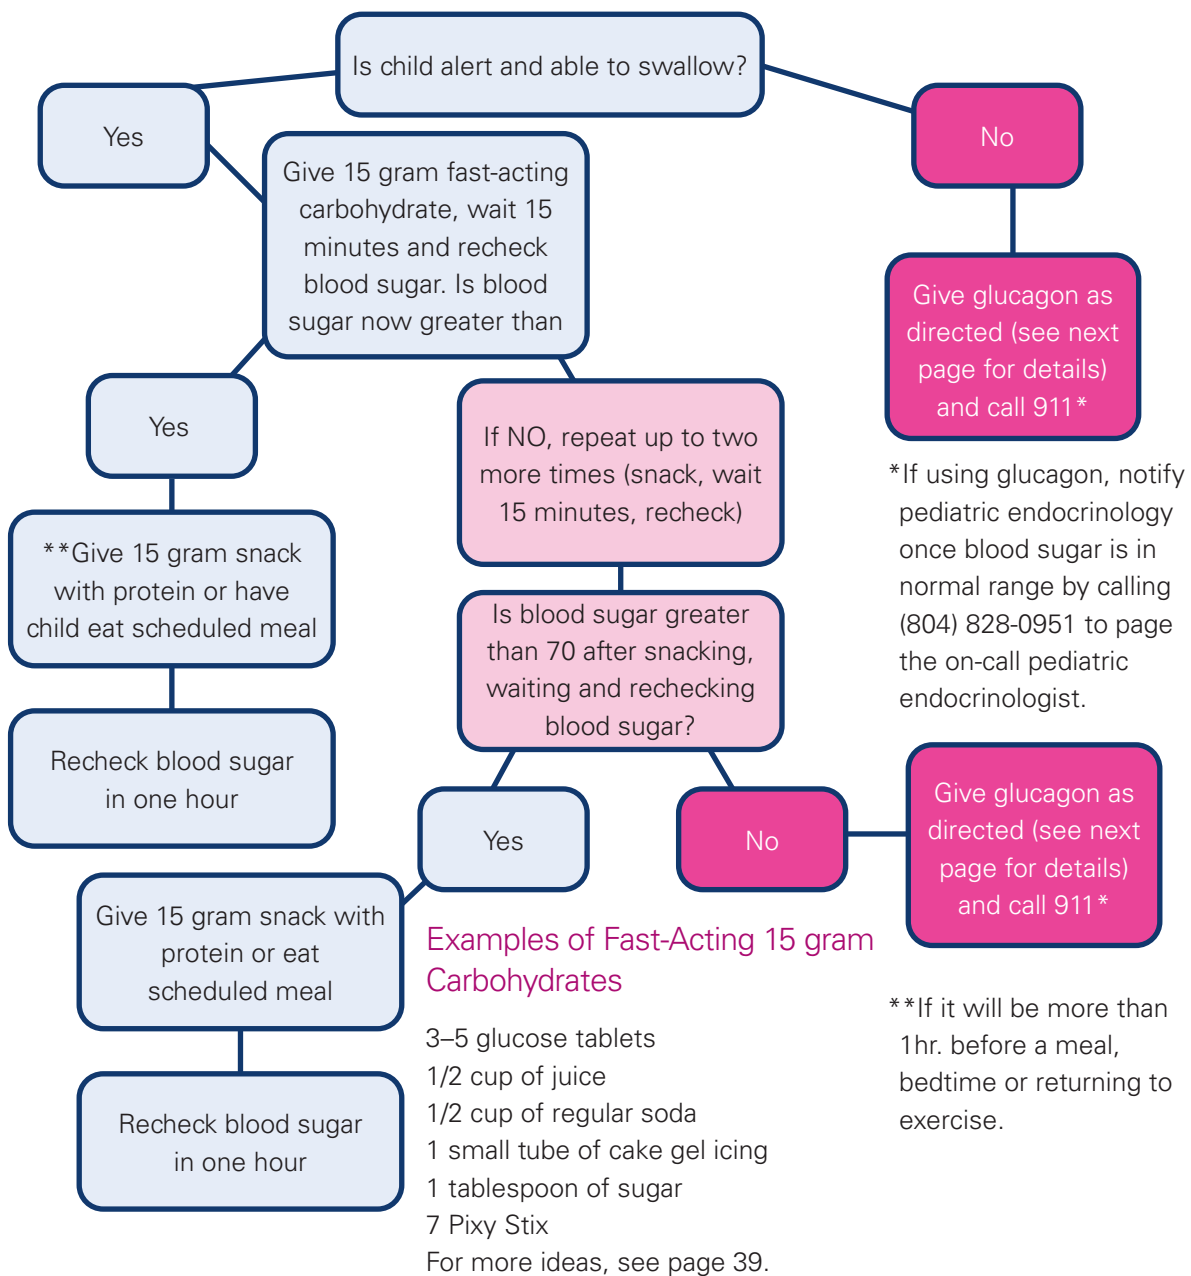 Is child alert and able to swallow?
Yes
No
Give 15 gram fast-acting
carbohydrate, wait 15
minutes and recheck
blood sugar. Is blood
sugar now greater than
Give glucagon as
directed (see next
page for details)
and call 911*
Yes
If NO, repeat up to two
more times (snack, wait
15 minutes, recheck)
*If using glucagon, notify
pediatric endocrinology
once blood sugar is in
normal range by calling
(804) 828-0951 to page
the on-call pediatric
endocrinologist.
**Give 15 gram snack
with protein or have
child eat scheduled meal
Is blood sugar greater
than 70 after snacking,
waiting and rechecking
blood sugar?
Recheck blood sugar
in one hour
Yes
No
Give glucagon as
directed (see next
page for details)
and call 911*
Give 15 gram snack with
protein or eat
scheduled meal
Recheck blood sugar
in one hour
Examples of Fast-Acting 15 gram
Carbohydrates
3–5 glucose tablets
1/2 cup of juice
1/2 cup of regular soda
1 small tube of cake gel icing
1 tablespoon of sugar
7 Pixy Stix
For more ideas, see page 39.
**If it will be more than
1hr. before a meal,
bedtime or returning to
exercise.